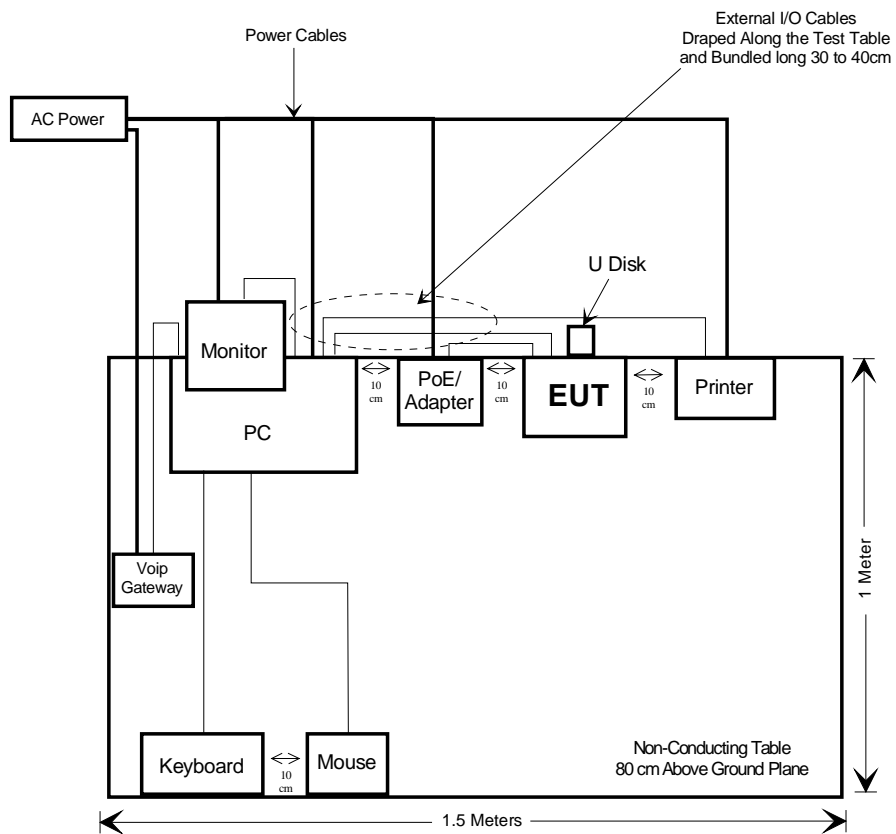 External I/O Cables
Draped Along the Test Table
and Bundled long 30 to 40cm
Power Cables
AC Power
U Disk
Monitor
PC
10
cm
PoE/
Adapter
10
cm
EUT
10
cm
Printer
Voip
Gateway
1 Meter
Keyboard
10
cm
Mouse
Non-Conducting Table
80 cm Above Ground Plane
1.5 Meters